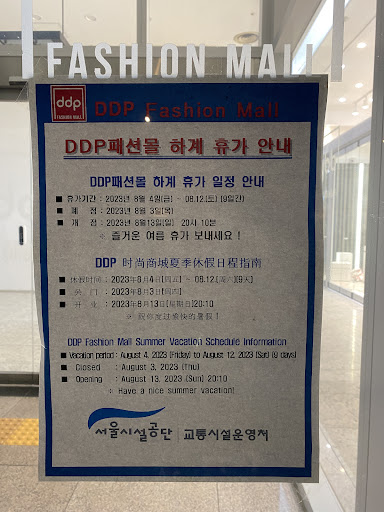 FASHION MALL
ddp
FASHION MALL
DDP Fashion Mall
DDP패션몰 하계 휴가 안내
DDP패션몰 하계 휴가 일정 안내
■ 휴가기간 : 2023년 8월 4일(금) ~ 08.12.(토) (9일간)
■ 폐 점 : 2023년 8월 3일(목)
■ 개 점 : 2023년 8월13일(일) 20시 10분
※ 즐거운 여름 휴가 보내세요 !
DDP 时尚商城夏季休假日程指南
■ 休假时间 : 2023年8月4日[周五] ~ 08.12.[周六](9天)
■ 关 门 : 2023年8月3日[周四]
■ 开 业 : 2023年8月13日[星期日]20:10
※ 祝你度过愉快的暑假 !
DDP Fashion Mall Summer Vacation Schedule Information
■ Vacation period : August 4, 2023 (Friday) to August 12, 2023 (Sat) (9 days)
■ Closed : August 3, 2023 (Thu)
■ Opening : August 13, 2023 (Sun) 20:10
※ Have a nice summer vacation!
서울시설공단 교통시설운영처